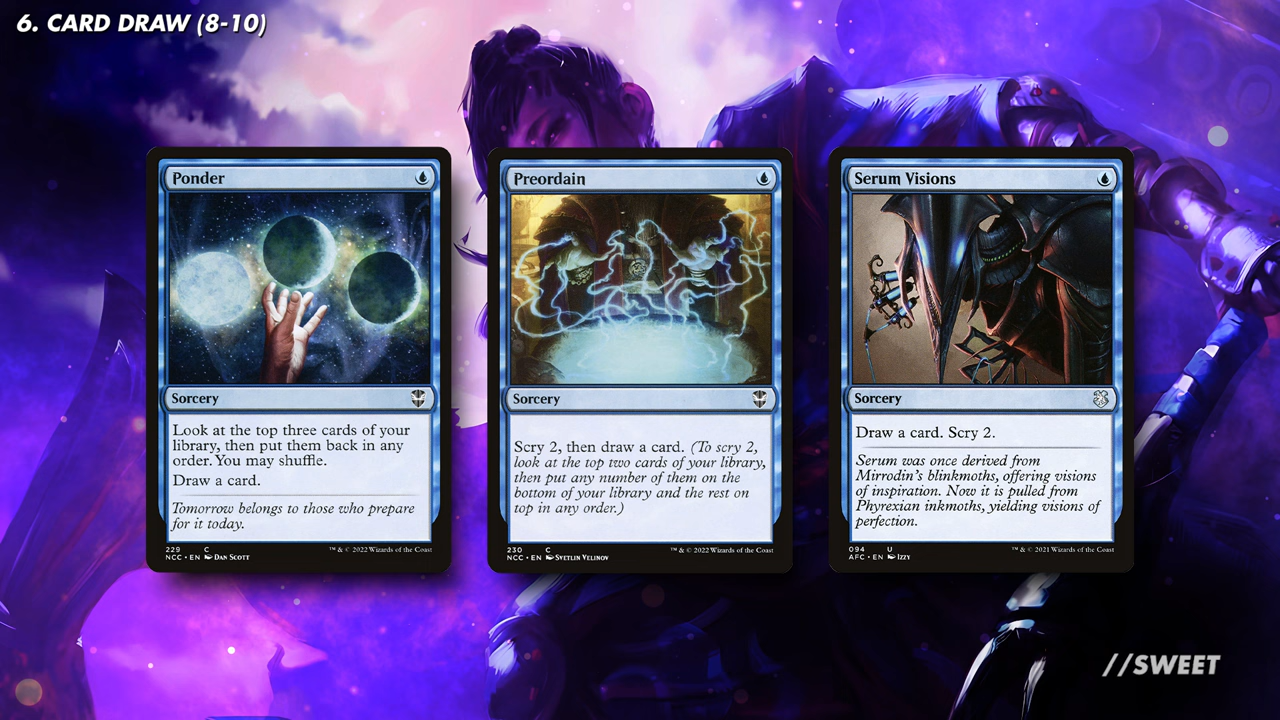 6. CARD DRAW (8-10)
Ponder
Sorcery
Look at the top three cards of your
library, then put them back in any
order. You may shuffle.
Draw a card.
Tomorrow belongs to those who prepare
for it today.
229 C
NCC • EN DAN SCOTT
™ & © 2022 Wizards of the Coast
Preordain
Sorcery
Scry 2, then draw a card. (To scry 2,
look at the top two cards of your library,
then put any number of them on the
bottom of your library and the rest on
top in any order.)
230 C
NCC • EN SVETLIN VELINOV
™ & © 2022 Wizards of the Coast
Serum Visions
Sorcery
Draw a card. Scry 2.
Serum was once derived from
Mirrodin's blinkmoths, offering visions
of inspiration. Now it is pulled from
Phyrexian inkmoths, yielding visions of
perfection.
094 U
AFC • EN IZZY
™ & © 2021 Wizards of the Coast
//SWEET